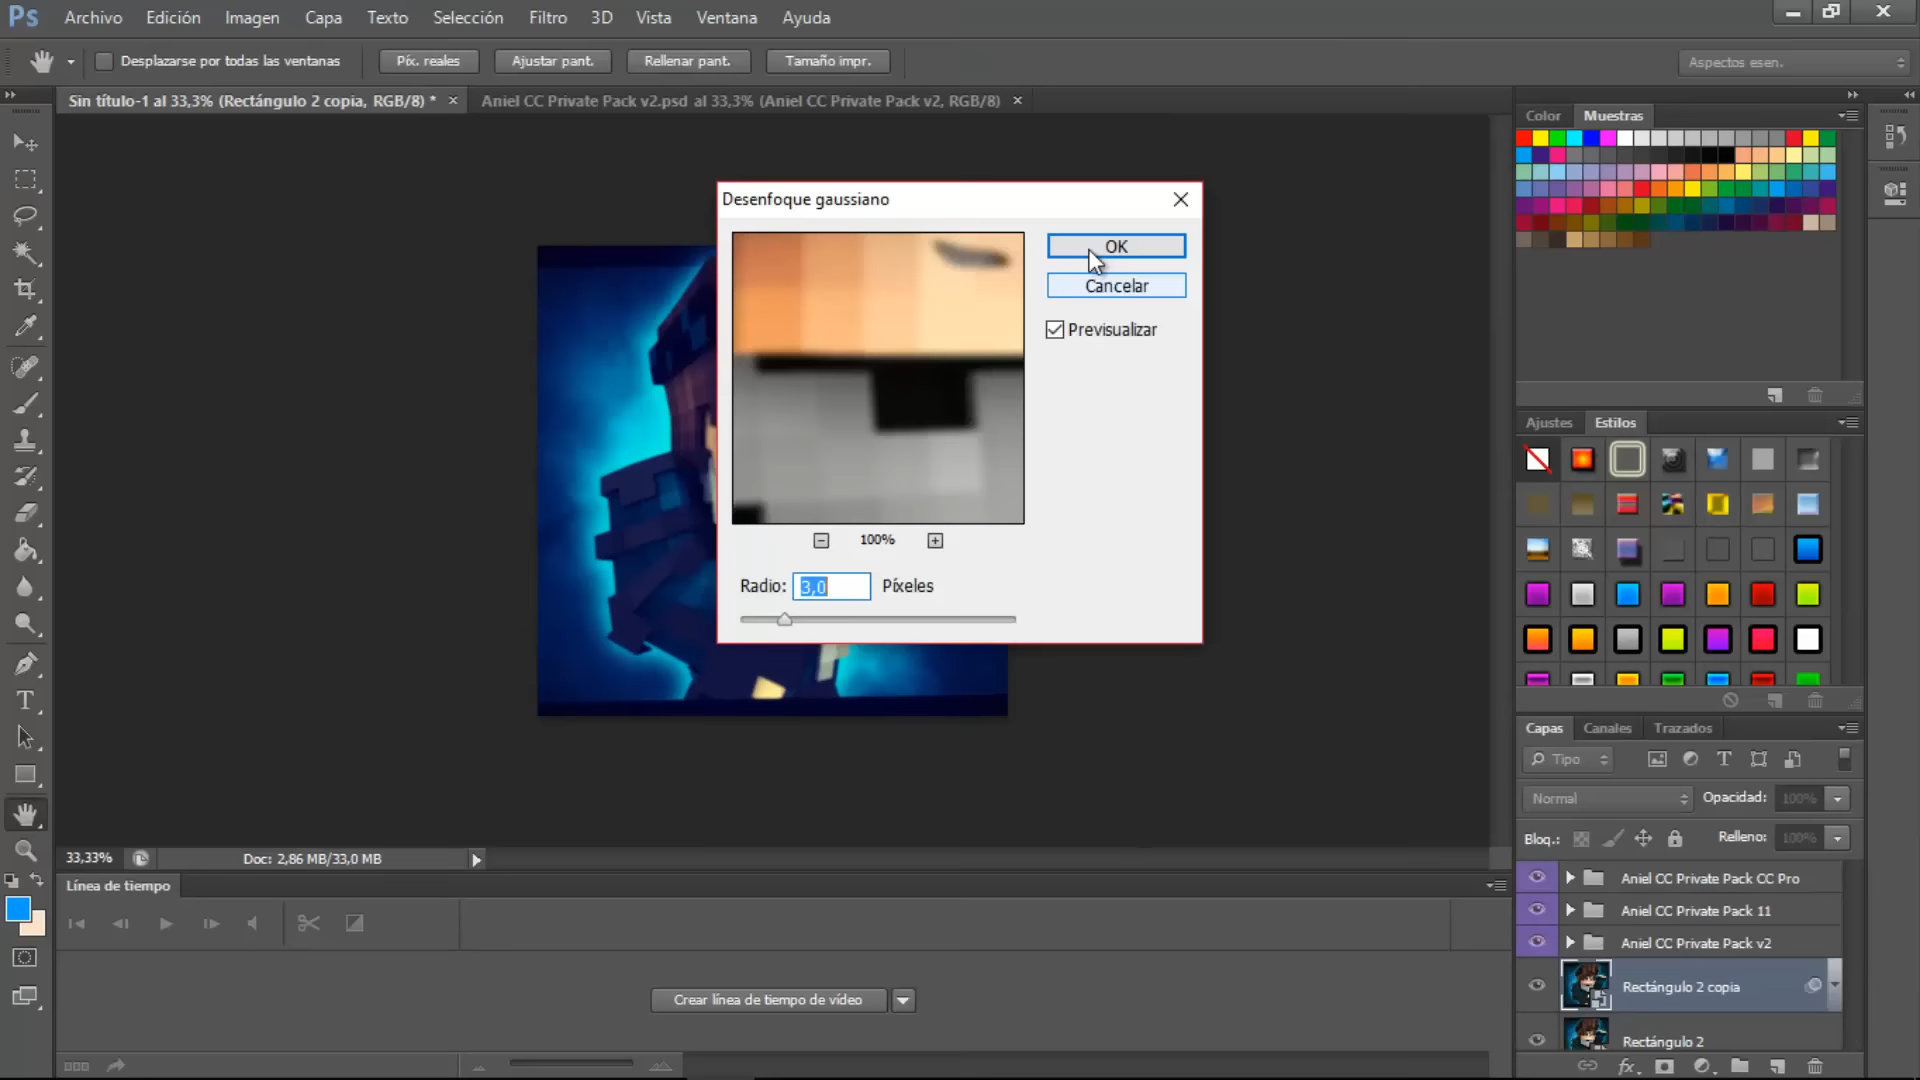 Ps Archivo Edición Imagen Capa Texto Selección Filtro 3D Vista Ventana Ayuda
Desplazarse por todas las ventanas Píx. reales Ajustar pant. Rellenar pant. Tamaño impr. Aspectos esen.
Sin título-1 al 33,3% (Rectángulo 2 copia, RGB/8) * Aniel CC Private Pack v2.psd al 33,3% (Aniel CC Private Pack v2, RGB/8)
Color Muestras
Desenfoque gaussiano
OK
Cancelar
Previsualizar
100%
Radio: 3,0 Píxeles
Ajustes Estilos
Capas Canales Trazados
Tipo
Normal Opacidad: 100%
Bloq.: Relleno: 100%
Aniel CC Private Pack CC Pro
Aniel CC Private Pack 11
Aniel CC Private Pack v2
Rectángulo 2 copia
Rectángulo 2
fx
33,33% Doc: 2,86 MB/33,0 MB
Línea de tiempo
Crear línea de tiempo de vídeo